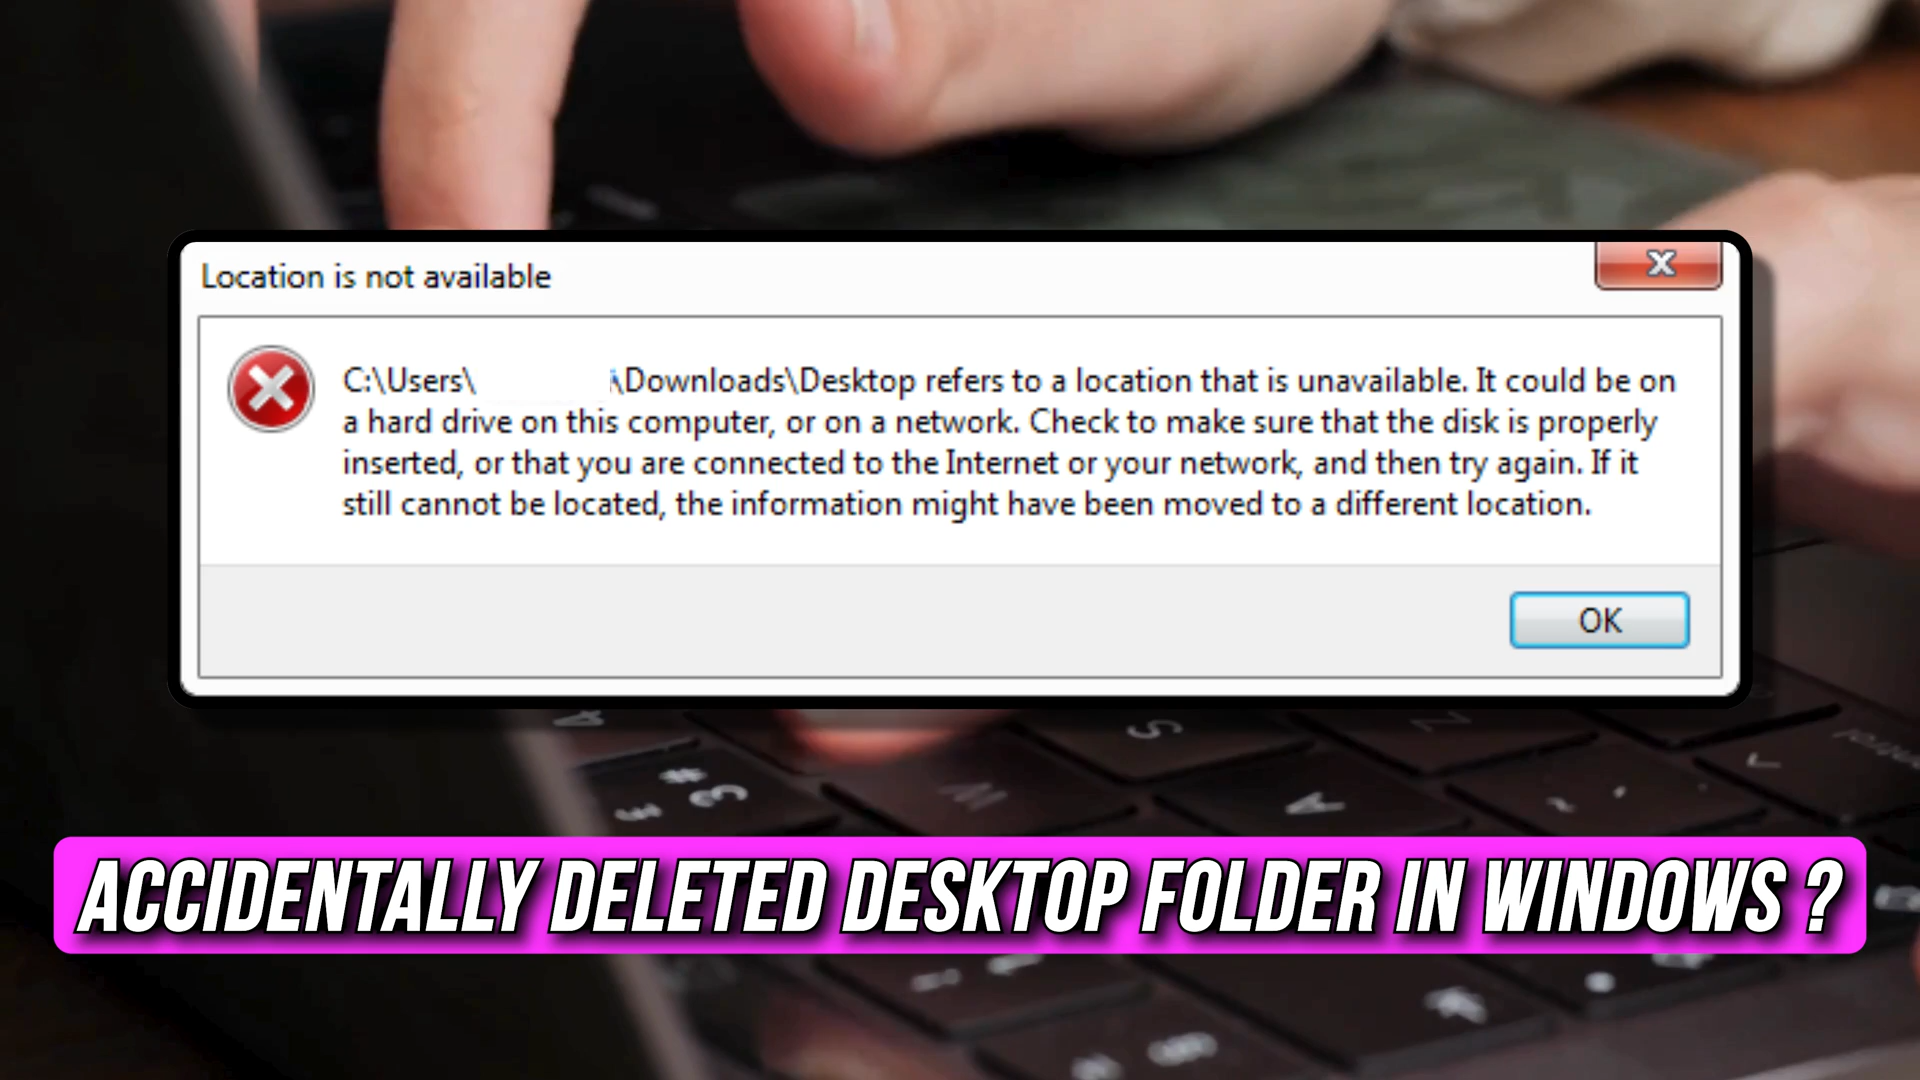 Location is not available
X
C:\Users\ \Downloads\Desktop refers to a location that is unavailable. It could be on
a hard drive on this computer, or on a network. Check to make sure that the disk is properly
inserted, or that you are connected to the Internet or your network, and then try again. If it
still cannot be located, the information might have been moved to a different location.
OK
A
S
Z
#
3
£
W
A
ACCIDENTALLY DELETED DESKTOP FOLDER IN WINDOWS ?